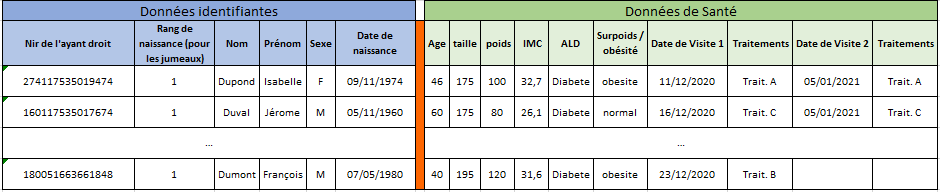 Données identifiantes Données de Santé
Nir de l'ayant droit Rang de naissance (pour les jumeaux) Nom Prénom Sexe Date de naissance Age taille poids IMC ALD Surpoids / obésité Date de Visite 1 Traitements Date de Visite 2 Traitements
274117535019474 1 Dupond Isabelle F 09/11/1974 46 175 100 32,7 Diabete obesite 11/12/2020 Trait. A 05/01/2021 Trait. A
160117535017674 1 Duval Jérome M 05/11/1960 60 175 80 26,1 Diabete normal 16/12/2020 Trait. C 05/01/2021 Trait. C
... ...
180051663661848 1 Dumont François M 07/05/1980 40 195 120 31,6 Diabete obesite 23/12/2020 Trait. B